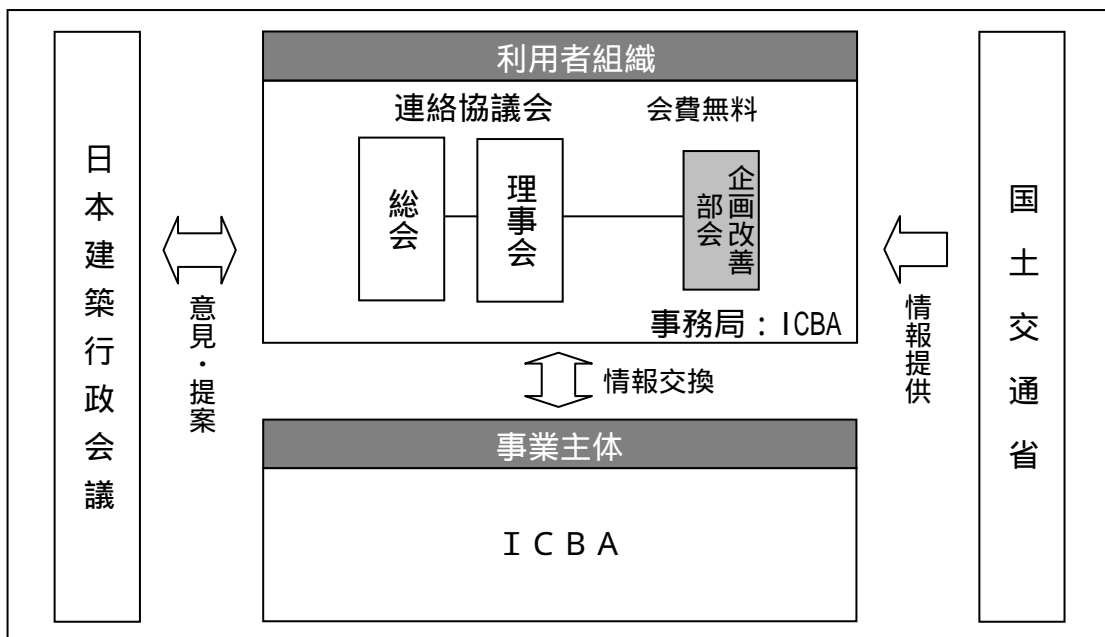 日本建築行政会議
意見・提案
利用者組織
連絡協議会
会費無料
総会
理事会
企画改善
部会
事務局：ICBA
情報交換
事業主体
ＩＣＢＡ
情報提供
国土交通省